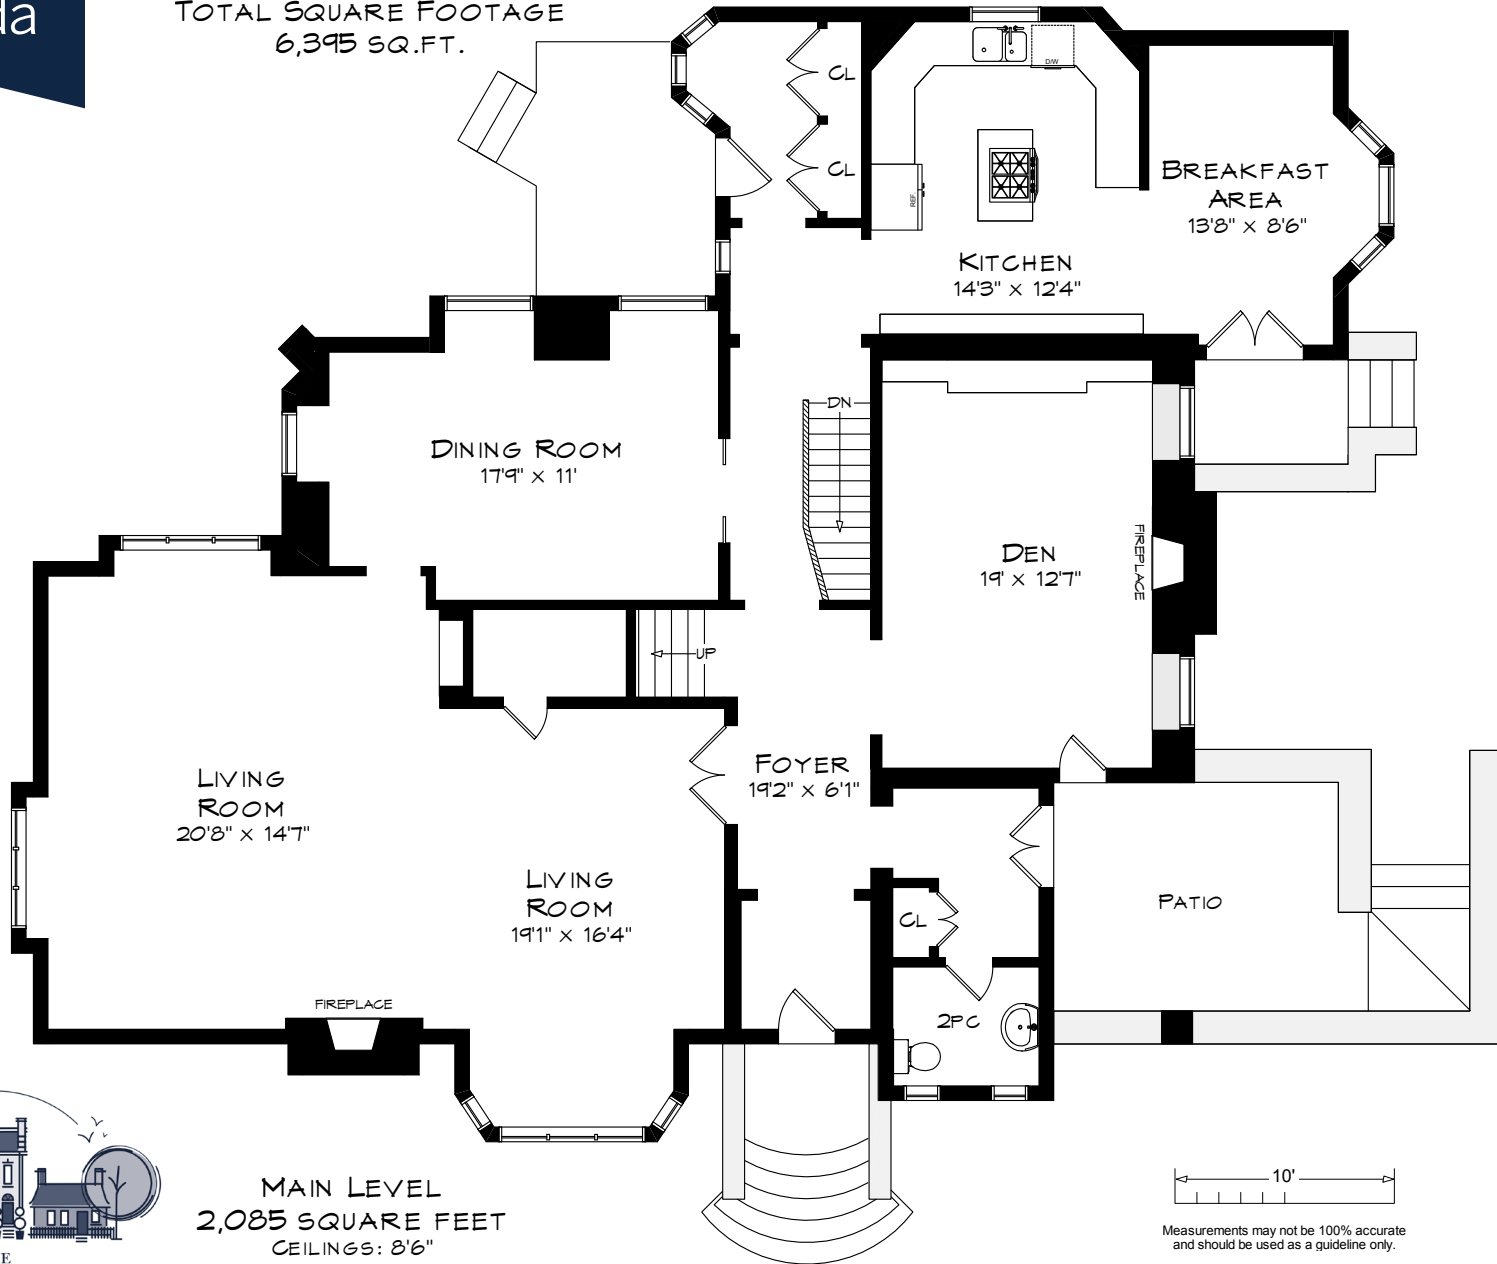 da
TOTAL SQUARE FOOTAGE
6,395 SQ.FT.
CL
CL
D/W
REF
BREAKFAST
AREA
13'8" x 8'6"
KITCHEN
14'3" x 12'4"
DINING ROOM
17'9" x 11'
DN
DEN
19' x 12'7"
FIREPLACE
UP
FOYER
19'2" x 6'1"
LIVING
ROOM
20'8" x 14'7"
LIVING
ROOM
19'1" x 16'4"
CL
PATIO
FIREPLACE
2PC
MAIN LEVEL
2,085 SQUARE FEET
CEILINGS: 8'6"
10'
Measurements may not be 100% accurate
and should be used as a guideline only.
E